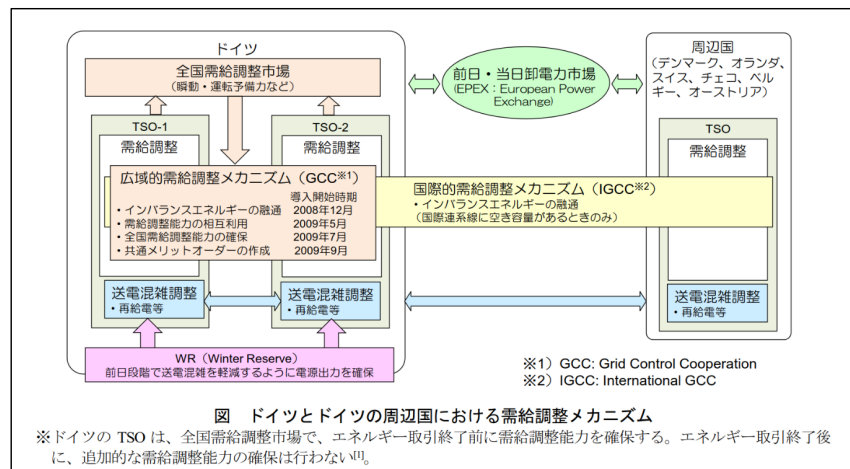 ドイツ
全国需給調整市場
(瞬動・運転予備力など)
前日・当日卸電力市場
(EPEX:European Power
Exchange)
周辺国
(デンマーク、オランダ、
スイス、チェコ、ベル
ギー、オーストリア)
TSO-1
需給調整
TSO-2
需給調整
TSO
需給調整
広域的需給調整メカニズム(GCC※1)
導入開始時期
・インバランスエネルギーの融通 2008年12月
・需給調整能力の相互利用 2009年5月
・全国需給調整能力の確保 2009年7月
・共通メリットオーダーの作成 2009年9月
国際的需給調整メカニズム(IGCC※2)
・インバランスエネルギーの融通
(国際連系線に空き容量があるときのみ)
送電混雑調整
・再給電等
送電混雑調整
・再給電等
送電混雑調整
・再給電等
WR(Winter Reserve)
前日段階で送電混雑を軽減するように電源出力を確保
※1)GCC: Grid Control Cooperation
※2)IGCC: International GCC
図 ドイツとドイツの周辺国における需給調整メカニズム
※ドイツの TSO は、全国需給調整市場で、エネルギー取引終了前に需給調整能力を確保する。エネルギー取引終了後
に、追加的な需給調整能力の確保は行わない[1]。